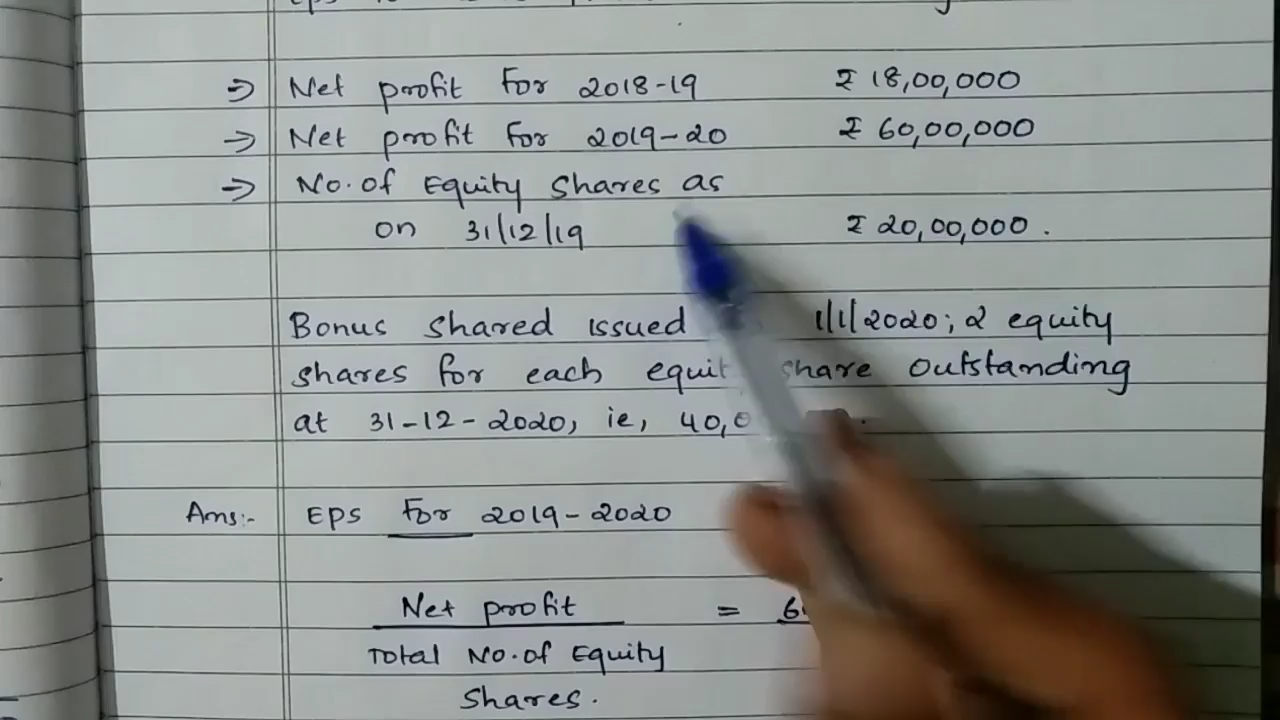 ⇒ Net profit for 2018-19 ₹ 18,00,000
⇒ Net profit for 2019-20 ₹ 60,00,000
⇒ No. of Equity shares as
on 31/12/19 ₹ 20,00,000.
Bonus shared issued 1/1/2020; 2 equity
shares for each equit share outstanding
at 31-12-2020, ie, 40,0
Ans:- EPS for 2019-2020
Net profit = 6
Total No. of Equity
Shares.